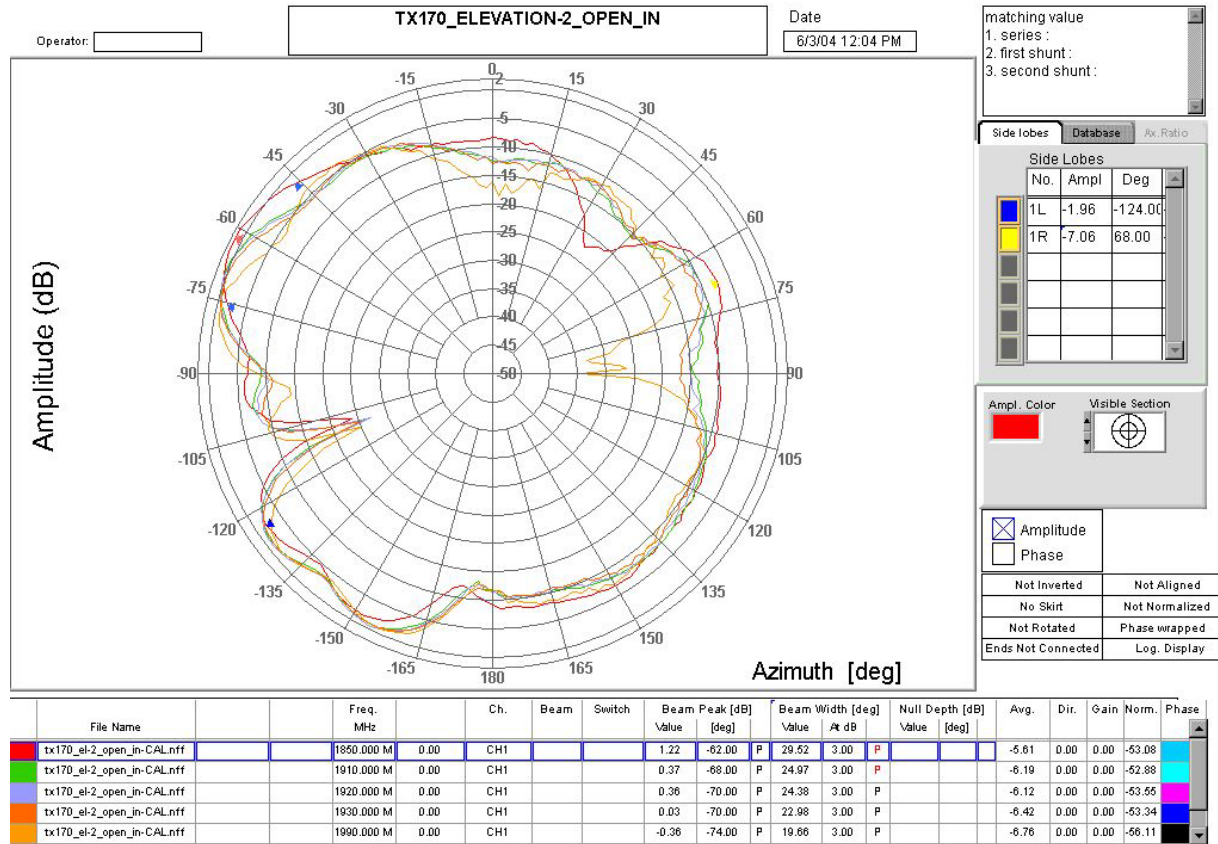 TX170_ELEVATION-2_OPEN_IN
Operator:
Date
6/3/04 12:04 PM
matching value
1. series :
2. first shunt :
3. second shunt :
Side lobes Database Ax.Ratio
Side Lobes
No. Ampl Deg
1L -1.96 -124.00
1R -7.06 68.00
Ampl. Color Visible Section
Amplitude
Phase
Not Inverted Not Aligned
No Skirt Not Normalized
Not Rotated Phase wrapped
Ends Not Connected Log. Display
Amplitude (dB)
Azimuth [deg]
0
15
30
45
60
75
90
105
120
135
150
165
180
-165
-150
-135
-120
-105
-90
-75
-60
-45
-30
-15
2
-5
-10
-15
-20
-25
-30
-35
-40
-45
-50
File Name Freq. MHz Ch. Beam Switch Beam Peak [dB] Value [deg] Beam Width [deg] Value At dB Null Depth [dB] Value [deg] Avg. Dir. Gain Norm. Phase
tx170_el-2_open_in-CAL.nff 1850.000 M 0.00 CH1 1.22 -62.00 P 29.52 3.00 P -5.61 0.00 0.00 -53.08
tx170_el-2_open_in-CAL.nff 1910.000 M 0.00 CH1 0.37 -68.00 P 24.97 3.00 P -6.19 0.00 0.00 -52.88
tx170_el-2_open_in-CAL.nff 1920.000 M 0.00 CH1 0.36 -70.00 P 24.38 3.00 P -6.12 0.00 0.00 -53.55
tx170_el-2_open_in-CAL.nff 1930.000 M 0.00 CH1 0.03 -70.00 P 22.98 3.00 P -6.42 0.00 0.00 -53.34
tx170_el-2_open_in-CAL.nff 1990.000 M 0.00 CH1 -0.36 -74.00 P 19.66 3.00 P -6.76 0.00 0.00 -56.11